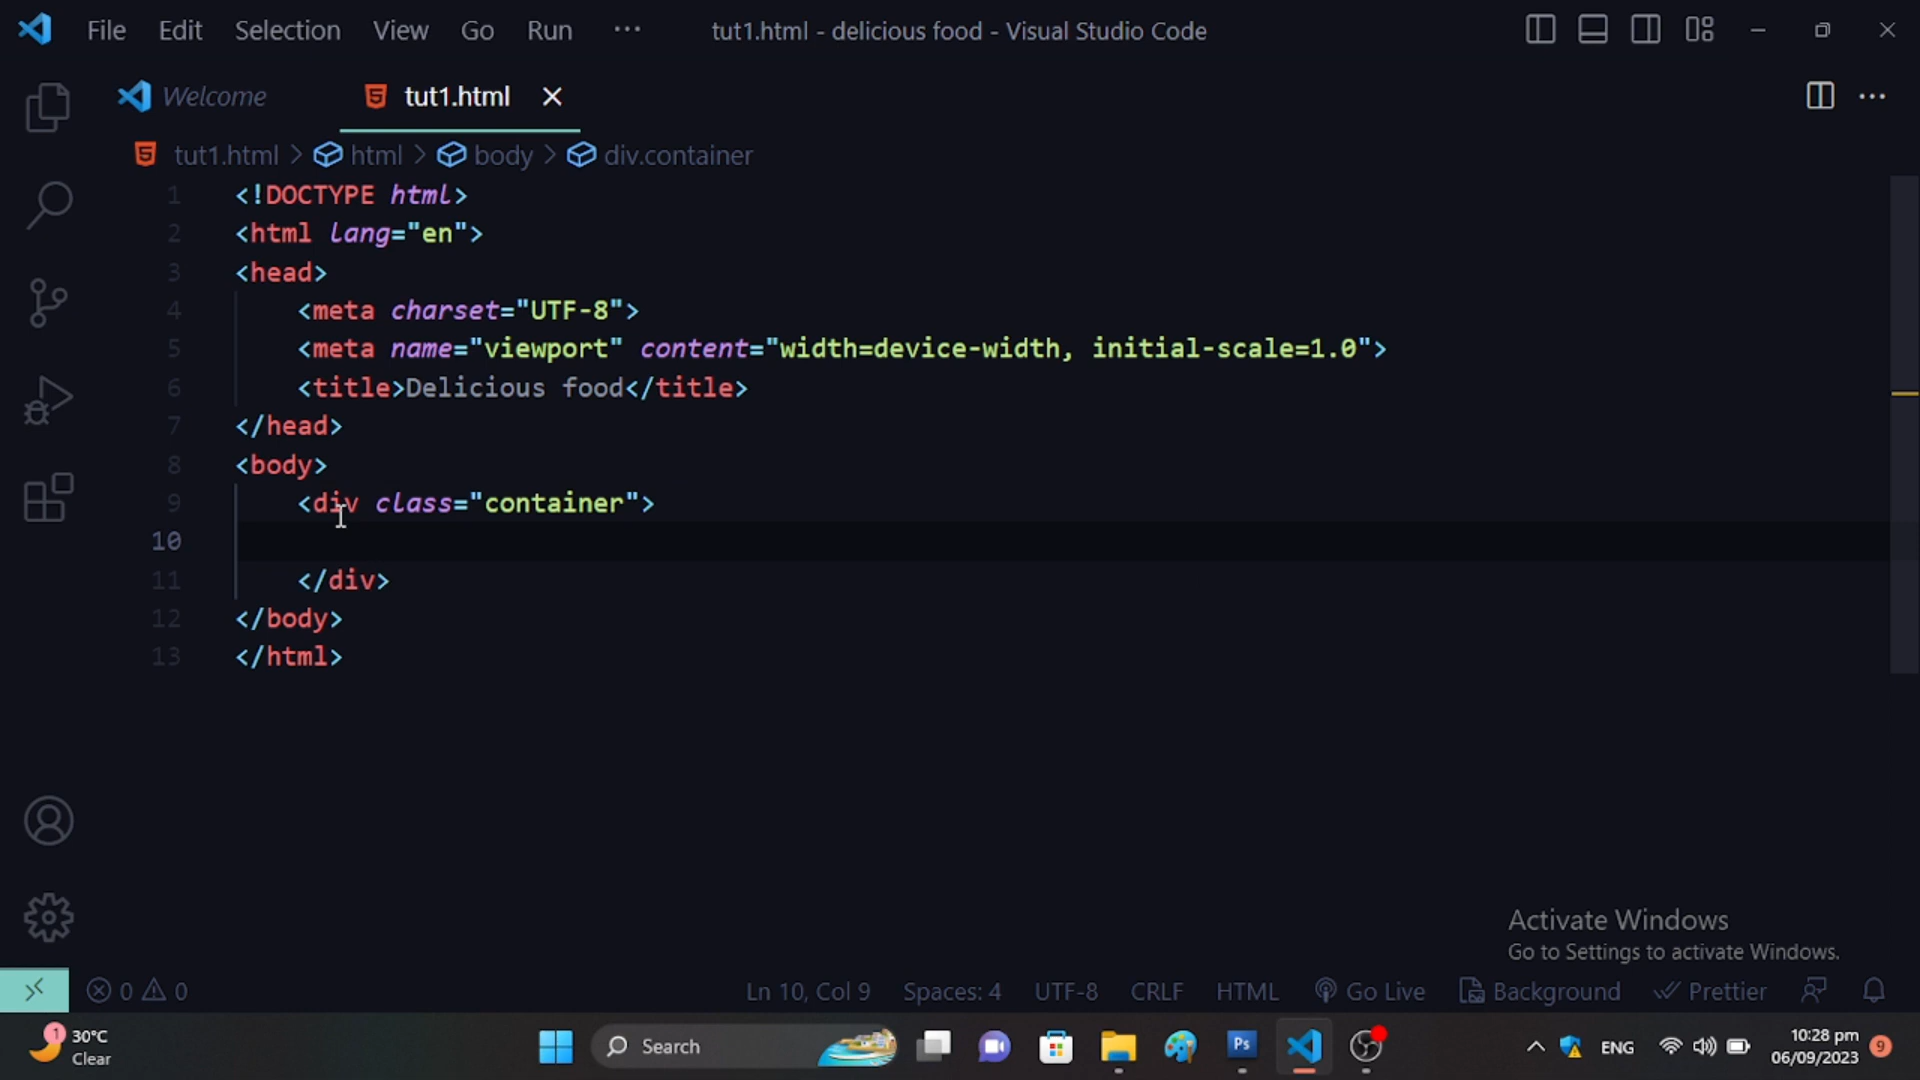 File Edit Selection View Go Run ··· tut1.html - delicious food - Visual Studio Code
Welcome tut1.html
tut1.html > html > body > div.container
1 <!DOCTYPE html>
2 <html lang="en">
3 <head>
4 <meta charset="UTF-8">
5 <meta name="viewport" content="width=device-width, initial-scale=1.0">
6 <title>Delicious food</title>
7 </head>
8 <body>
9 <div class="container">
10
11 </div>
12 </body>
13 </html>
Activate Windows
Go to Settings to activate Windows.
0 0 Ln 10, Col 9 Spaces: 4 UTF-8 CRLF HTML Go Live Background Prettier
1 30°C Search Ps ENG 10:28 pm 9
Clear 06/09/2023